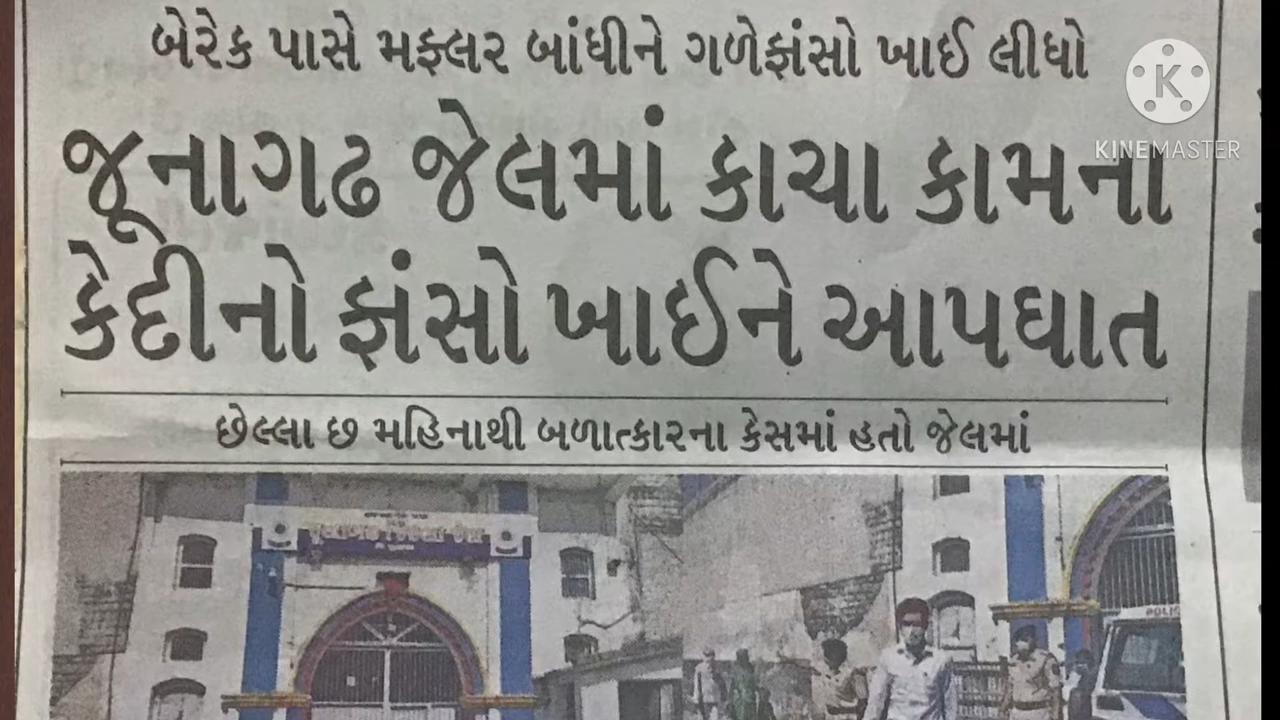 બેરેક પાસે મફલર બાંધીને ગળેફાંસો ખાઈ લીધો
K
KINEMASTER
જૂનાગઢ જેલમાં કાચા કામના
કેદીનો ફાંસો ખાઈને આપઘાત
છેલ્લા છ મહિનાથી બળાત્કારના કેસમાં હતો જેલમાં